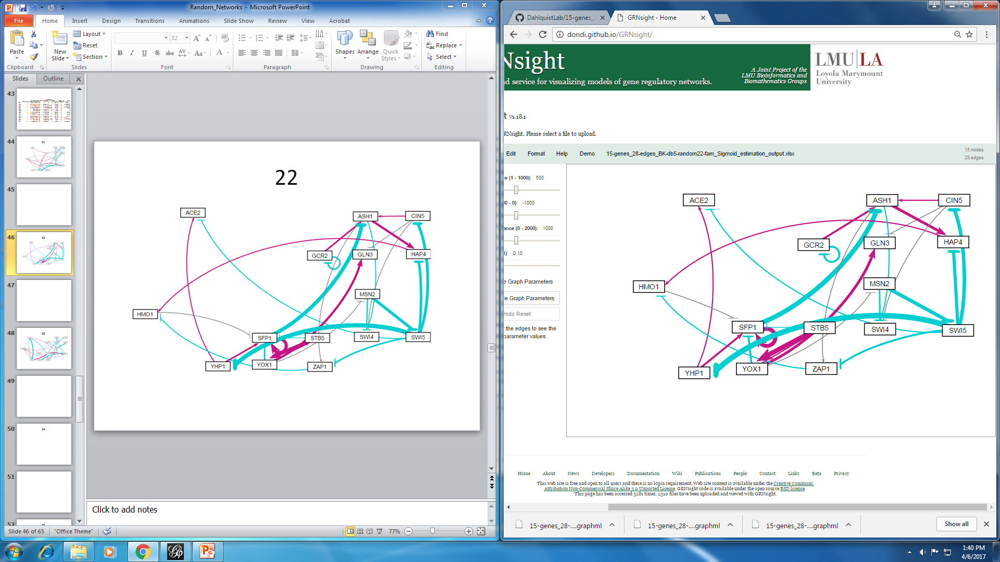 Random_Networks - Microsoft PowerPoint
File Home Insert Design Transitions Animations Slide Show Review View Acrobat
Paste
New Slide
Layout
Reset
Section
32
B I U S abc AV Aa A
Shapes Arrange Quick Styles
Find
Replace
Select
Clipboard Slides Font Paragraph Drawing Editing
Slides Outline
43
44
21
45
46
22
47
48
23
49
50
24
51
52
25
22
ACE2
ASH1
CIN5
GCR2
GLN3
HAP4
MSN2
HMO1
SFP1
STB5
SWI4
SWI5
YHP1
YOX1
ZAP1
Click to add notes
Slide 46 of 65 "Office Theme" 77%
DahlquistLab/15-genes_2
GRNsight - Home
dondi.github.io/GRNsight/
Nsight
nd service for visualizing models of gene regulatory networks.
A Joint Project of the
LMU Bioinformatics and
Biomathematics Groups
LMU|LA
Loyola Marymount
University
t v1.18.1
RNsight. Please select a file to upload.
Edit Format Help Demo 15-genes_28-edges_BK-db5-random22-fam_Sigmoid_estimation_output.xlsx
15 nodes
28 edges
ce (1 - 1000): 500
00 - 0): -1000
ance (0 - 2000): 1000
l): 0.10
e Graph Parameters
ce Graph Parameters
Undo Reset
r the edges to see the
parameter values.
ACE2
ASH1
CIN5
GCR2
GLN3
HAP4
MSN2
HMO1
SFP1
STB5
SWI4
SWI5
YHP1
YOX1
ZAP1
Home About News Developers Documentation Wiki Publications People Contact Links Beta Privacy
This web site is free and open to all users and there is no login requirement. Web site content is available under the Creative Commons
Attribution Non-Commercial Share Alike 3.0 Unported License. GRNsight code is available under the open source BSD license.
This page has been accessed 3281 times. 2310 files have been uploaded and viewed with GRNsight.
15-genes_28-....graphml
15-genes_28-....graphml
15-genes_28-....graphml
Show all
1:40 PM
4/6/2017